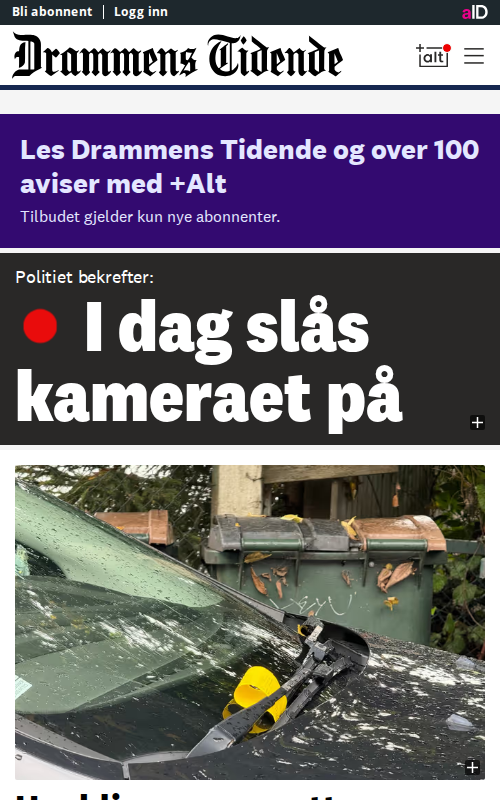 Bli abonnent | Logg inn
aID
Drammens Tidende
+alt
Les Drammens Tidende og over 100
aviser med +Alt
Tilbudet gjelder kun nye abonnenter.
Politiet bekrefter:
I dag slås
kameraet på